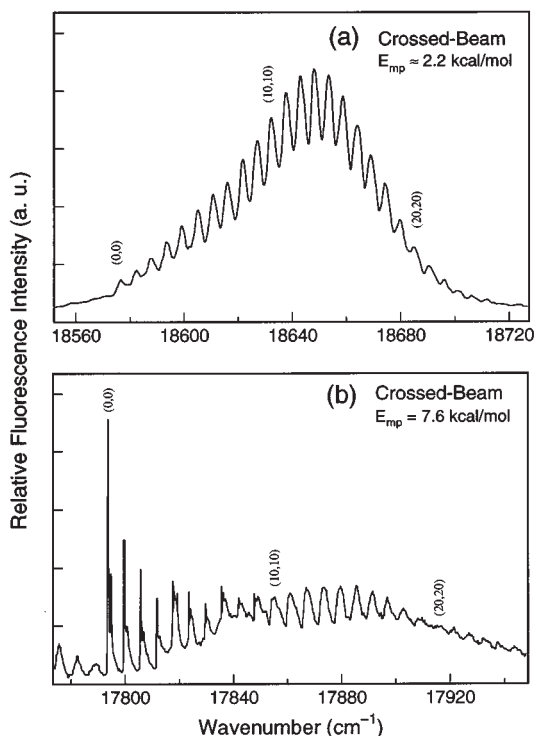 (a) Crossed-Beam
E_mp ≈ 2.2 kcal/mol
(10,10)
(0,0)
(20,20)
18560 18600 18640 18680 18720
Relative Fluorescence Intensity (a. u.)
(b) Crossed-Beam
E_mp = 7.6 kcal/mol
(0,0)
(10,10)
(20,20)
17800 17840 17880 17920
Wavenumber (cm⁻¹)